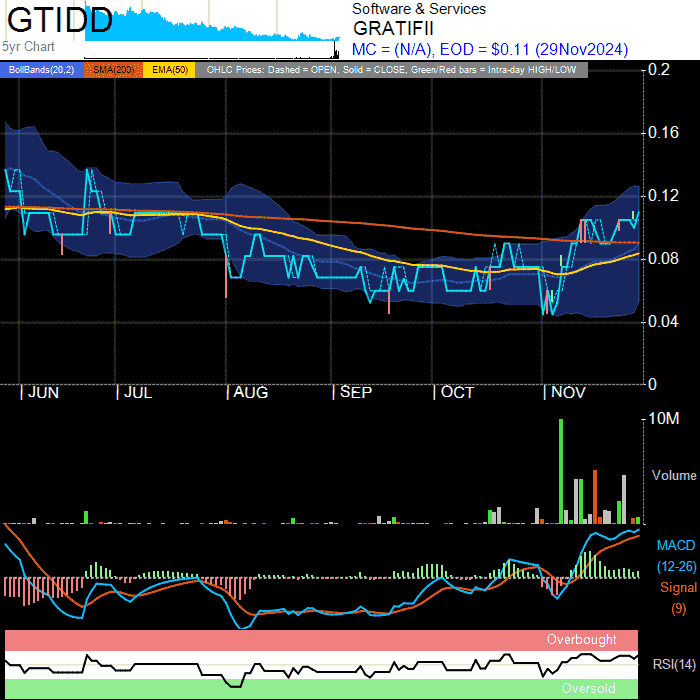 GTIDD
5yr Chart
Software & Services
GRATIFII
MC = (N/A), EOD = $0.11 (29Nov2024)
BollBands(20,2) SMA(200) EMA(50) OHLC Prices: Dashed = OPEN, Solid = CLOSE, Green/Red bars = Intra-day HIGH/LOW
0.2
0.16
0.12
0.08
0.04
0
| JUN | JUL | AUG | SEP | OCT | NOV
10M
Volume
MACD
(12-26)
Signal
(9)
Overbought
RSI(14)
Oversold